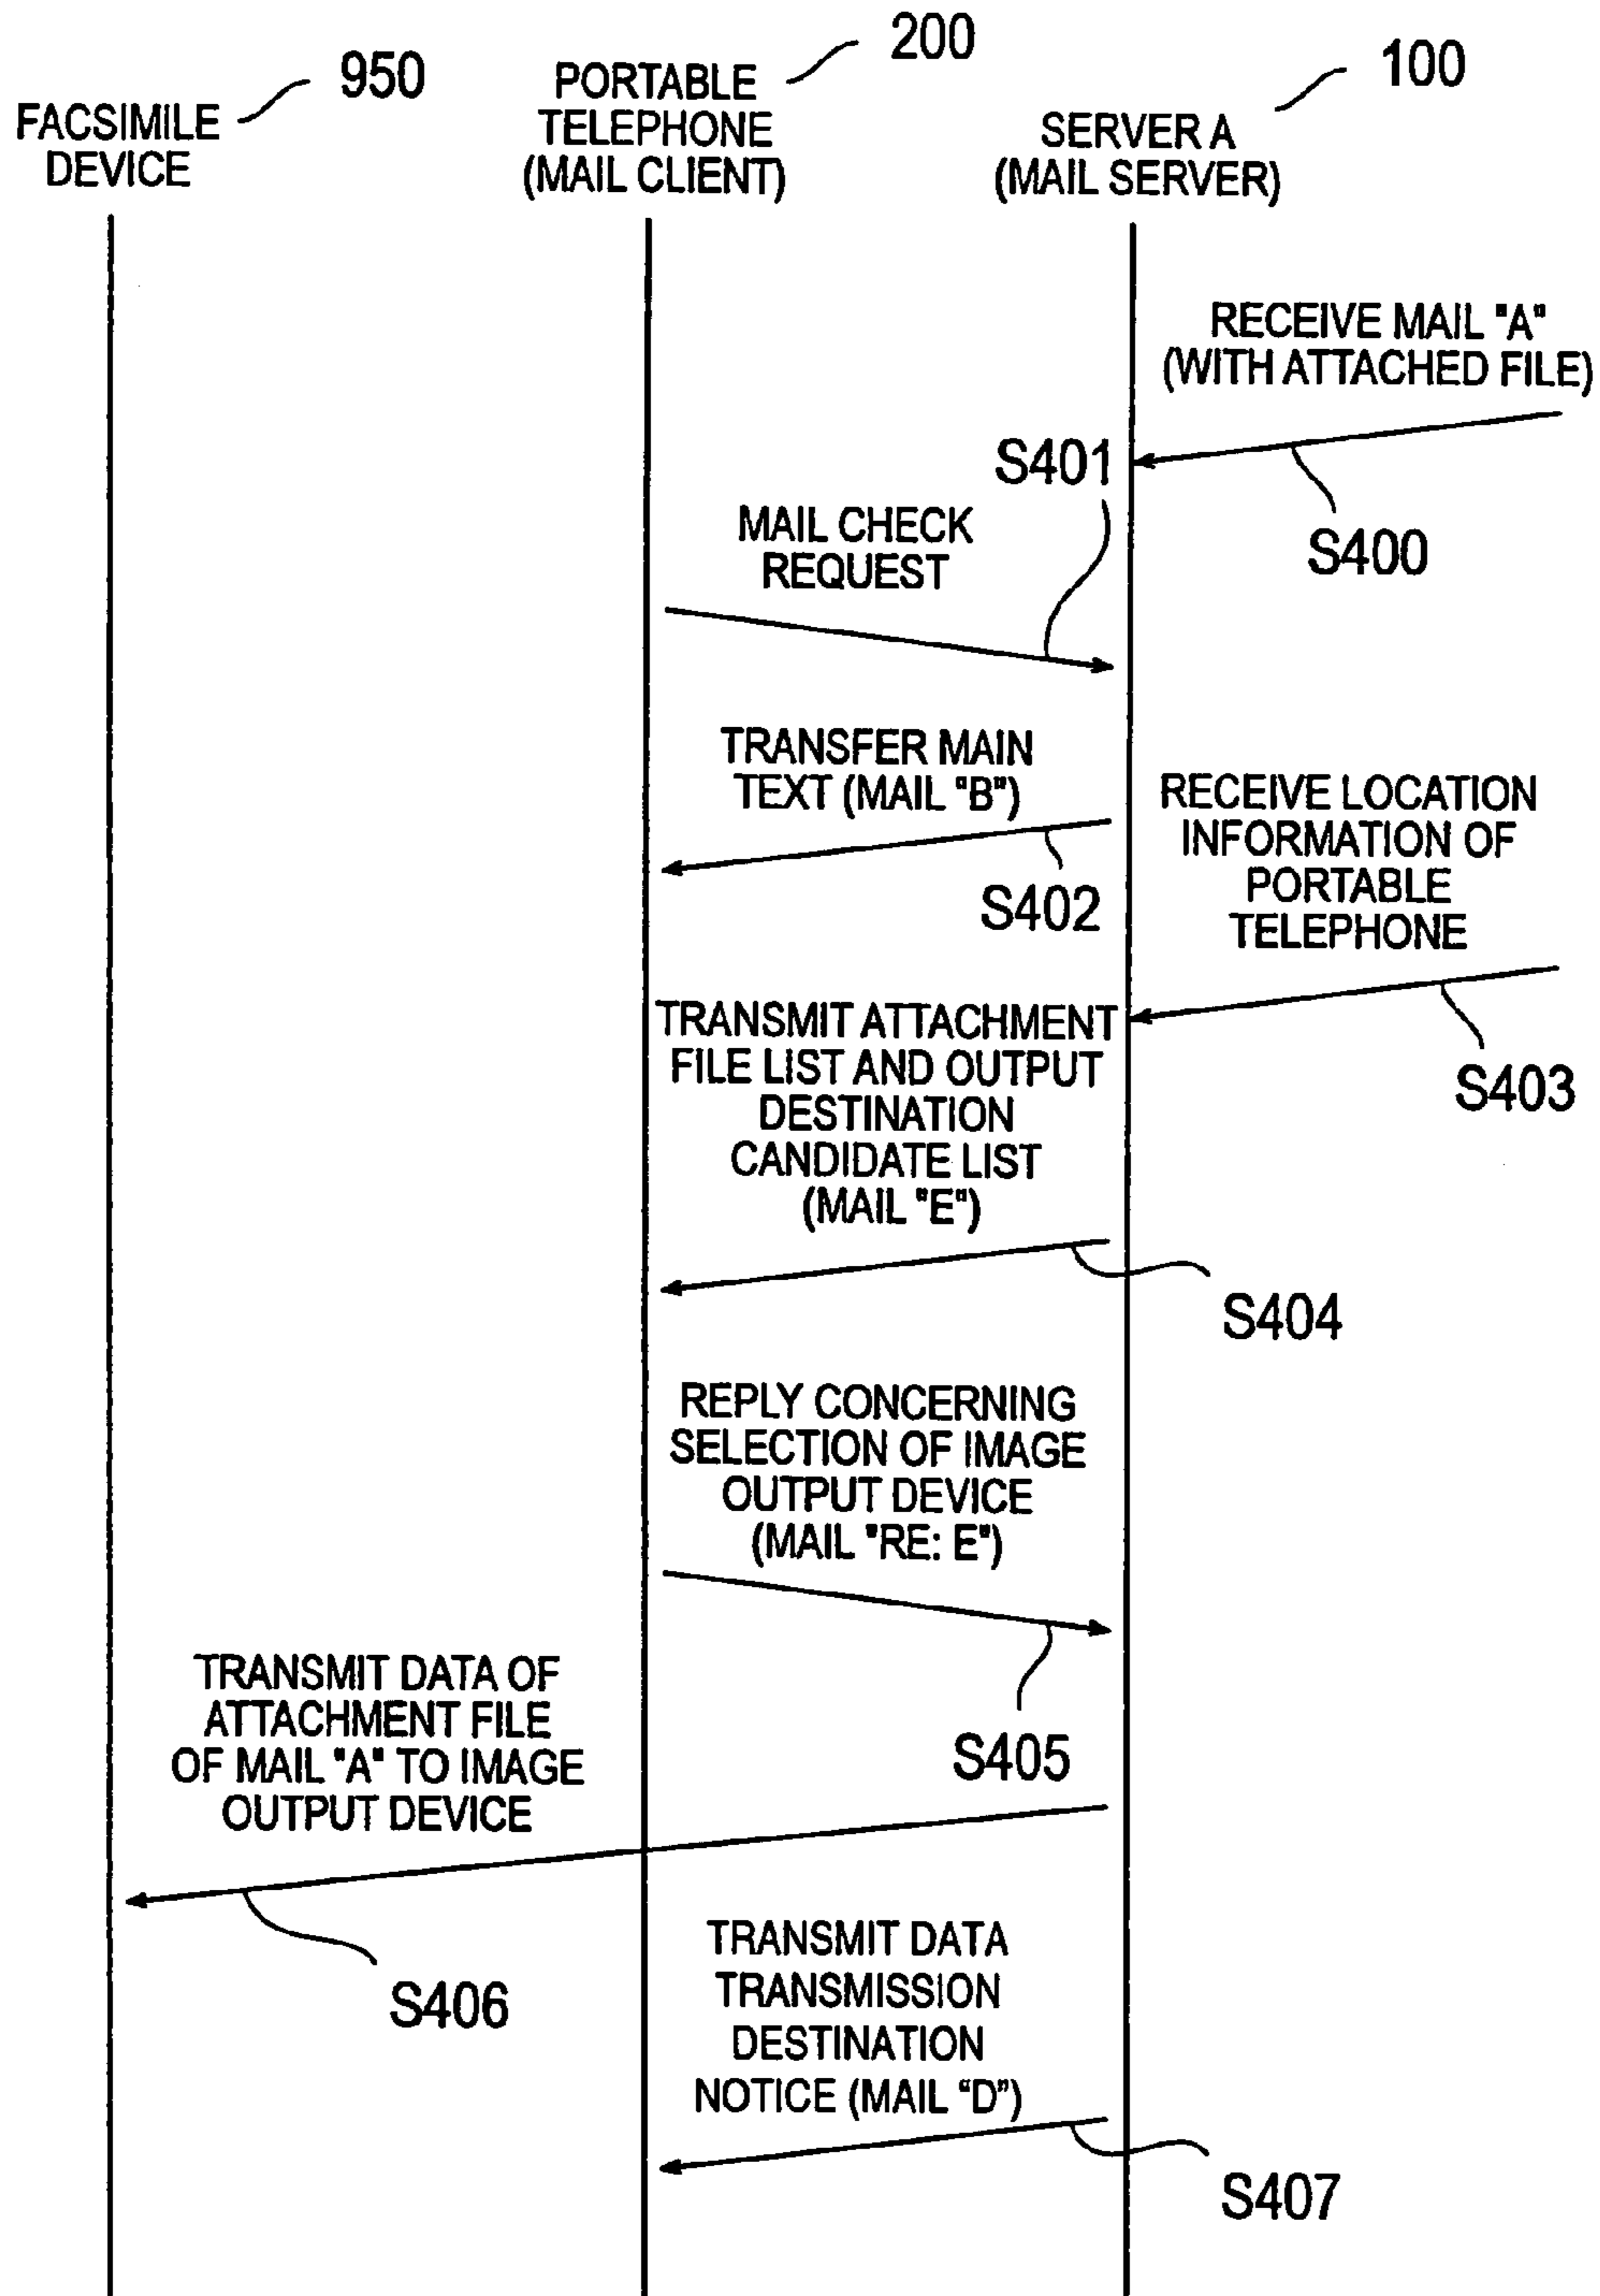 950
FACSIMILE
DEVICE
200
PORTABLE
TELEPHONE
(MAIL CLIENT)
100
SERVER A
(MAIL SERVER)
RECEIVE MAIL "A"
(WITH ATTACHED FILE)
S400
S401
MAIL CHECK
REQUEST
TRANSFER MAIN
TEXT (MAIL "B")
S402
RECEIVE LOCATION
INFORMATION OF
PORTABLE
TELEPHONE
S403
TRANSMIT ATTACHMENT
FILE LIST AND OUTPUT
DESTINATION
CANDIDATE LIST
(MAIL "E")
S404
REPLY CONCERNING
SELECTION OF IMAGE
OUTPUT DEVICE
(MAIL "RE: E")
S405
TRANSMIT DATA OF
ATTACHMENT FILE
OF MAIL "A" TO IMAGE
OUTPUT DEVICE
S406
TRANSMIT DATA
TRANSMISSION
DESTINATION
NOTICE (MAIL “D”)
S407